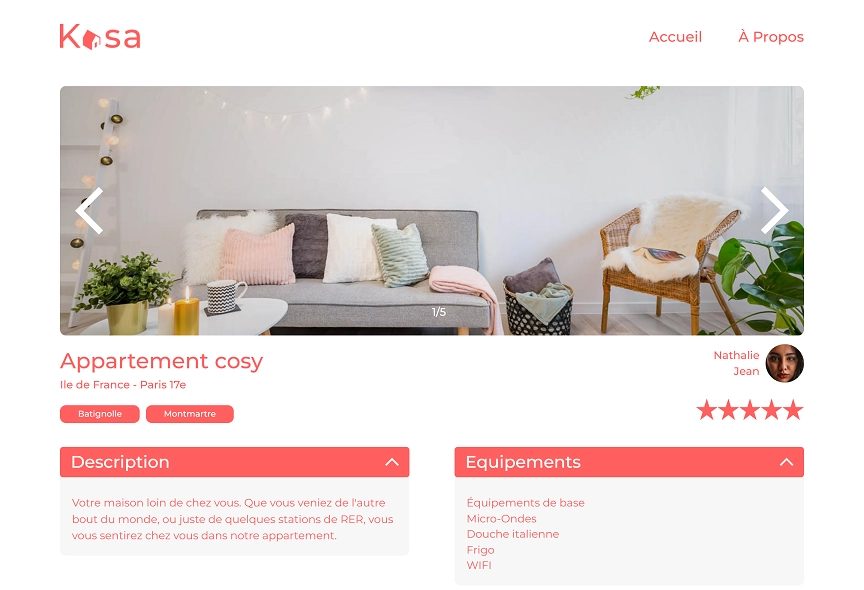 Kasa
Accueil
À Propos
1/5
Appartement cosy
Ile de France - Paris 17e
Batignolle
Montmartre
Nathalie
Jean
Description
Votre maison loin de chez vous. Que vous veniez de l'autre
bout du monde, ou juste de quelques stations de RER, vous
vous sentirez chez vous dans notre appartement.
Equipements
Équipements de base
Micro-Ondes
Douche italienne
Frigo
WIFI